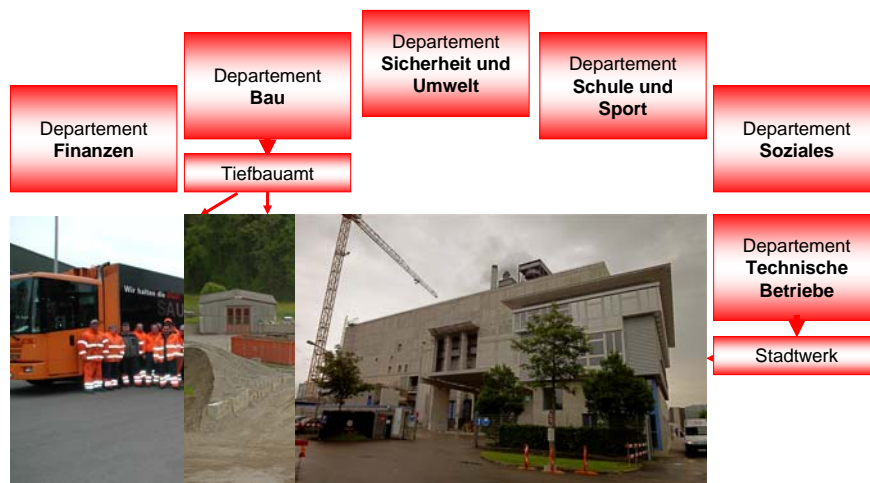 Departement
Finanzen
Departement
Bau
Tiefbauamt
Departement
Sicherheit und
Umwelt
Departement
Schule und
Sport
Departement
Soziales
Departement
Technische
Betriebe
Stadtwerk
Wir halten die
SAU